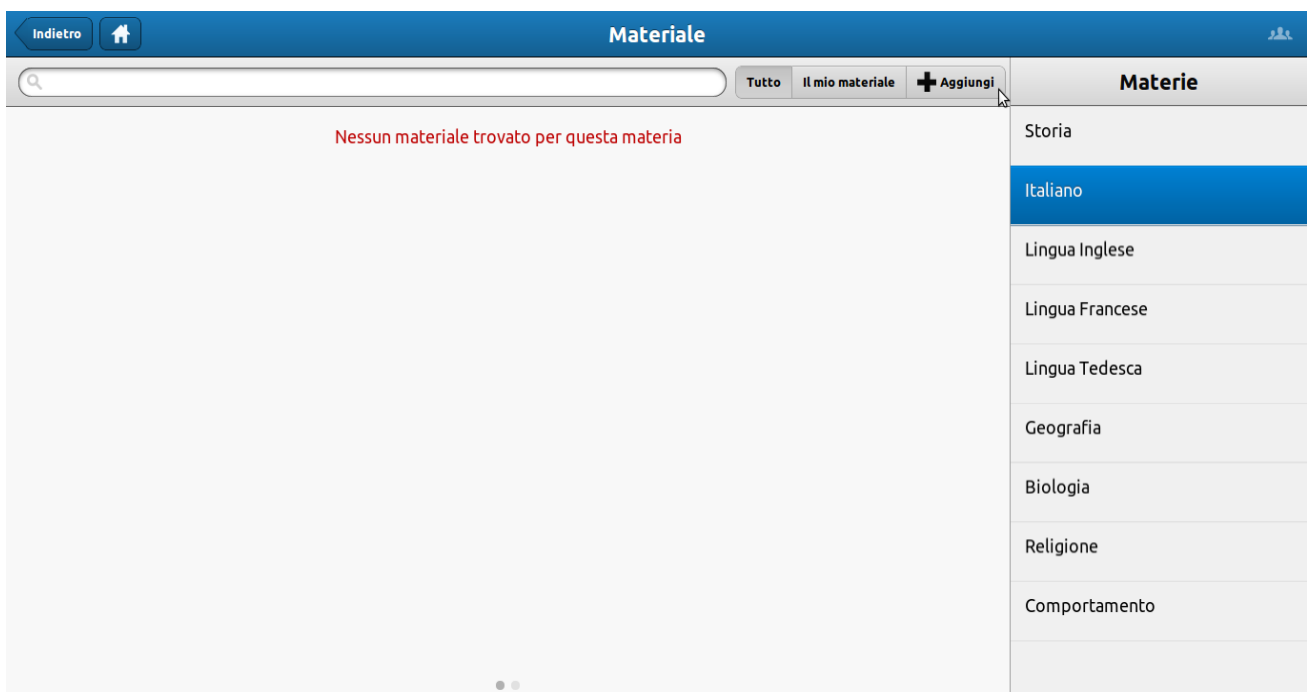 Indietro
Materiale
Tutto
Il mio materiale
Aggiungi
Materie
Nessun materiale trovato per questa materia
Storia
Italiano
Lingua Inglese
Lingua Francese
Lingua Tedesca
Geografia
Biologia
Religione
Comportamento